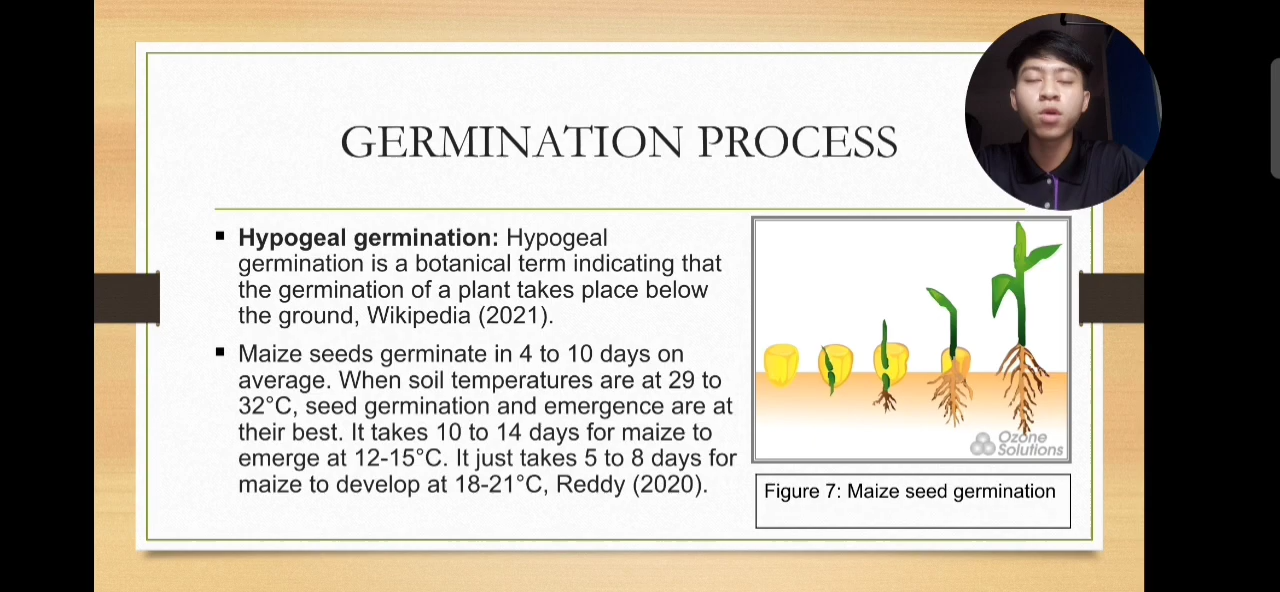 GERMINATION PROCESS
Hypogeal germination: Hypogeal
germination is a botanical term indicating that
the germination of a plant takes place below
the ground, Wikipedia (2021).
Maize seeds germinate in 4 to 10 days on
average. When soil temperatures are at 29 to
32°C, seed germination and emergence are at
their best. It takes 10 to 14 days for maize to
emerge at 12-15°C. It just takes 5 to 8 days for
maize to develop at 18-21°C, Reddy (2020).
Ozone
Solutions
Figure 7: Maize seed germination